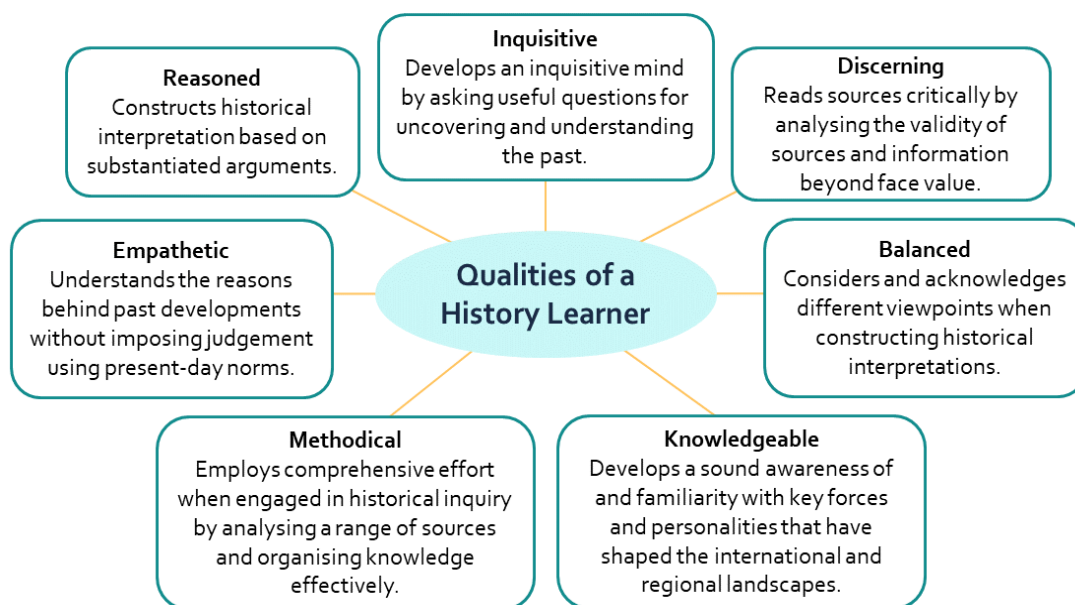 Inquisitive
Develops an inquisitive mind
by asking useful questions for
uncovering and understanding
the past.
Reasoned
Constructs historical
interpretation based on
substantiated arguments.
Discerning
Reads sources critically by
analysing the validity of
sources and information
beyond face value.
Empathetic
Understands the reasons
behind past developments
without imposing judgement
using present-day norms.
Qualities of a
History Learner
Balanced
Considers and acknowledges
different viewpoints when
constructing historical
interpretations.
Methodical
Employs comprehensive effort
when engaged in historical inquiry
by analysing a range of sources
and organising knowledge
effectively.
Knowledgeable
Develops a sound awareness of
and familiarity with key forces
and personalities that have
shaped the international and
regional landscapes.